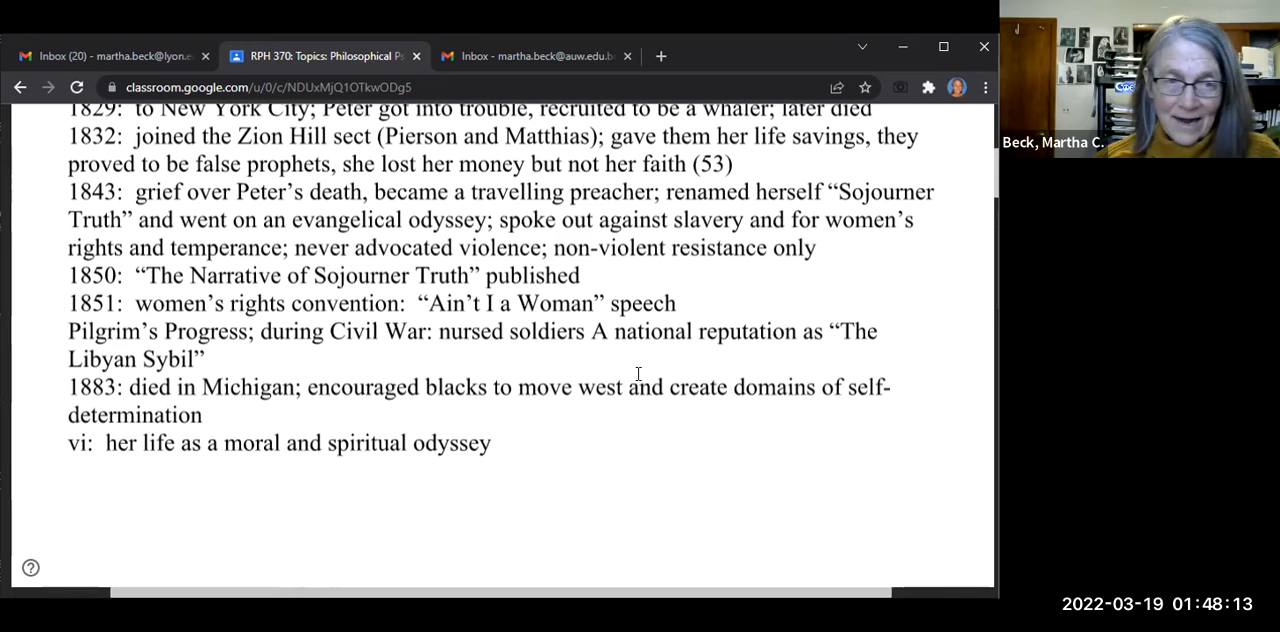 Inbox (20) - martha.beck@lyon.e
RPH 370: Topics: Philosophical P
Inbox - martha.beck@auw.edu.b
classroom.google.com/u/0/c/NDUxMjQ1OTkwODg5
1829: to New York City; Peter got into trouble, recruited to be a whaler; later died
1832: joined the Zion Hill sect (Pierson and Matthias); gave them her life savings, they
proved to be false prophets, she lost her money but not her faith (53)
1843: grief over Peter's death, became a travelling preacher; renamed herself “Sojourner
Truth” and went on an evangelical odyssey; spoke out against slavery and for women's
rights and temperance; never advocated violence; non-violent resistance only
1850: “The Narrative of Sojourner Truth” published
1851: women's rights convention: “Ain't I a Woman” speech
Pilgrim's Progress; during Civil War: nursed soldiers A national reputation as “The
Libyan Sybil”
1883: died in Michigan; encouraged blacks to move west and create domains of self-
determination
vi: her life as a moral and spiritual odyssey
Beck, Martha C.
2022-03-19 01:48:13